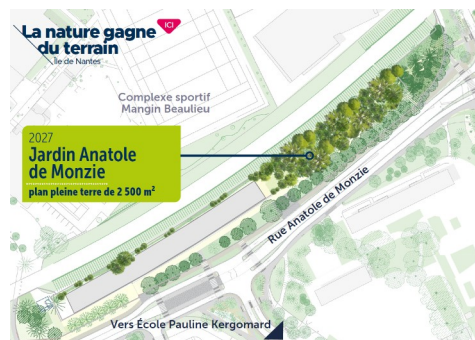 La nature gagne
du terrain
ICI
Île de Nantes
Complexe sportif
Mangin Beaulieu
2027
Jardin Anatole
de Monzie
plan pleine terre de 2 500 m²
Rue Anatole de Monzie
Vers École Pauline Kergomard